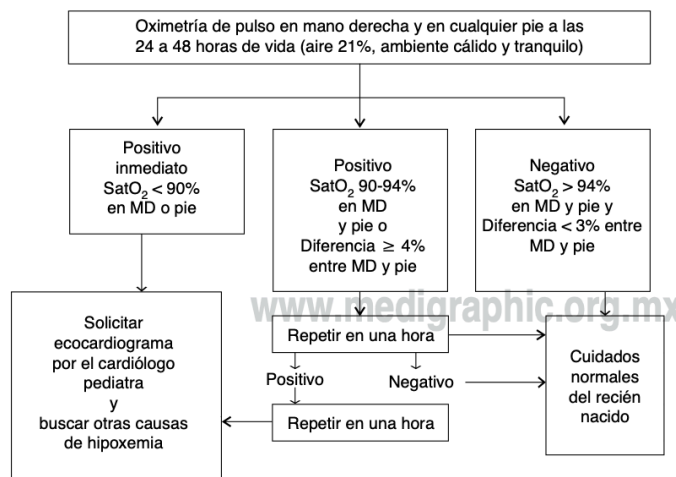 Oximetría de pulso en mano derecha y en cualquier pie a las
24 a 48 horas de vida (aire 21%, ambiente cálido y tranquilo)
Positivo
inmediato
SatO₂ < 90%
en MD o pie
Positivo
SatO₂ 90-94%
en MD
y pie o
Diferencia ≥ 4%
entre MD y pie
Negativo
SatO₂ > 94%
en MD y pie y
Diferencia < 3% entre
MD y pie
www.medigraphic.org.mx
Solicitar
ecocardiograma
por el cardiólogo
pediatra
y
buscar otras causas
de hipoxemia
Repetir en una hora
Positivo
Negativo
Repetir en una hora
Cuidados
normales
del recién
nacido